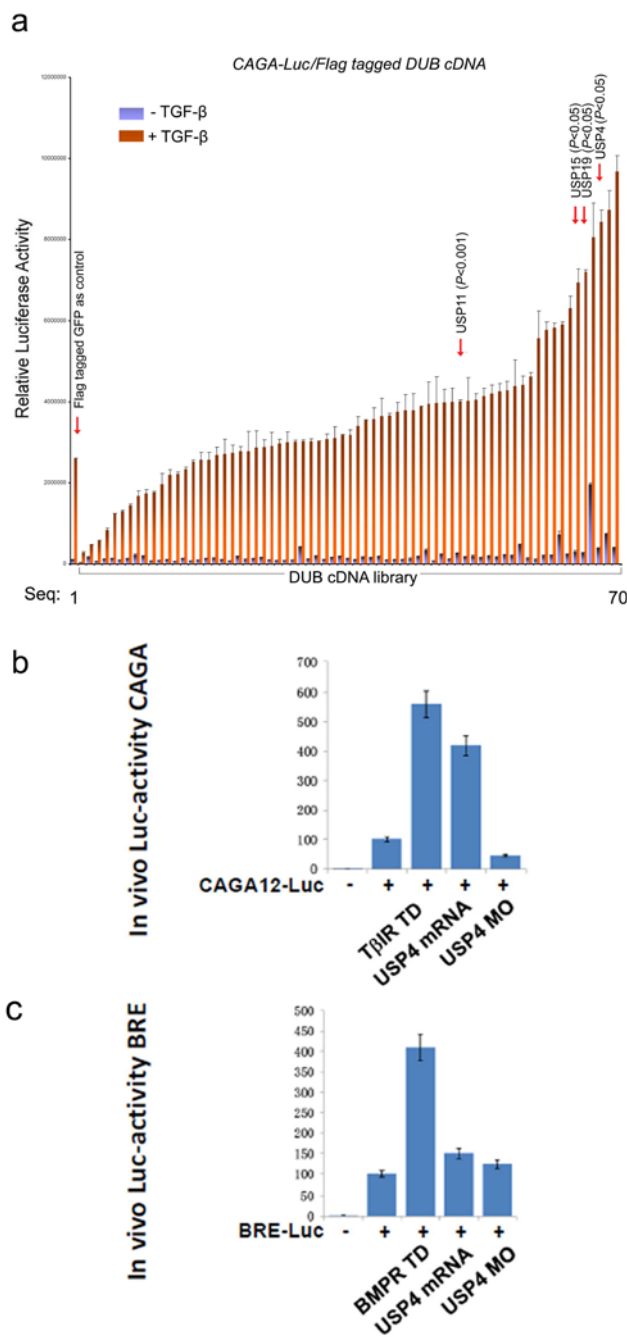 a
CAGA-Luc/Flag tagged DUB cDNA
- TGF-β
+ TGF-β
Relative Luciferase Activity
12000000
10000000
8000000
6000000
4000000
2000000
0
Flag tagged GFP as control
USP11 (P<0.001)
USP15 (P<0.05)
USP19 (P<0.05)
USP4 (P<0.05)
DUB cDNA library
Seq: 1 70
b
In vivo Luc-activity CAGA
700
600
500
400
300
200
100
0
CAGA12-Luc - + + + +
TβIR TD
USP4 mRNA
USP4 MO
c
In vivo Luc-activity BRE
500
450
400
350
300
250
200
150
100
50
0
BRE-Luc - + + + +
BMPR TD
USP4 mRNA
USP4 MO